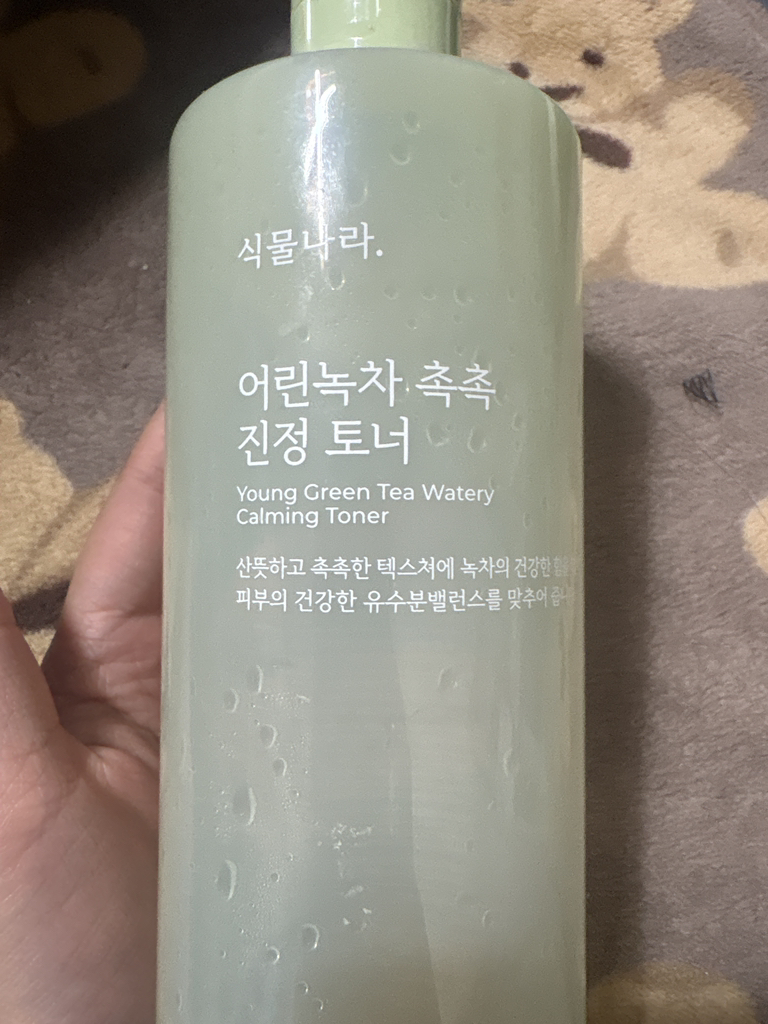 식물나라.
어린녹차 촉촉
진정 토너
Young Green Tea Watery
Calming Toner
산뜻하고 촉촉한 텍스쳐에 녹차의 건강한
피부의 건강한 유수분밸런스를 맞추어